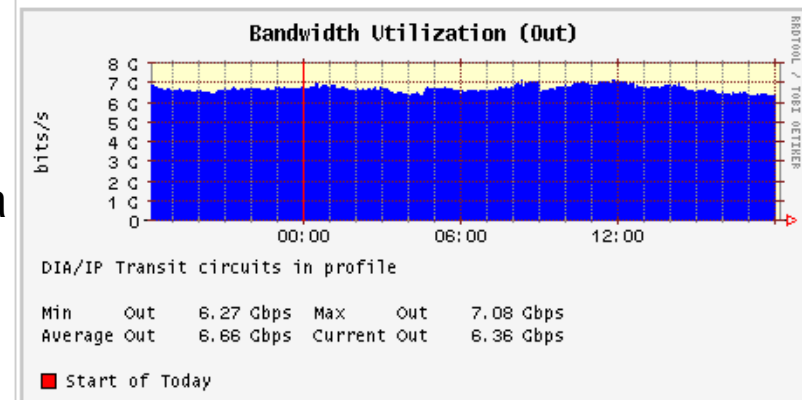 Bandwidth Utilization (Out)
RRDTOOL / TOBI OETIKER
bits/s
8 G
7 G
6 G
5 G
4 G
3 G
2 G
1 G
0
00:00 06:00 12:00
DIA/IP Transit circuits in profile
Min Out 6.27 Gbps Max Out 7.08 Gbps
Average Out 6.66 Gbps Current Out 6.36 Gbps
Start of Today
a